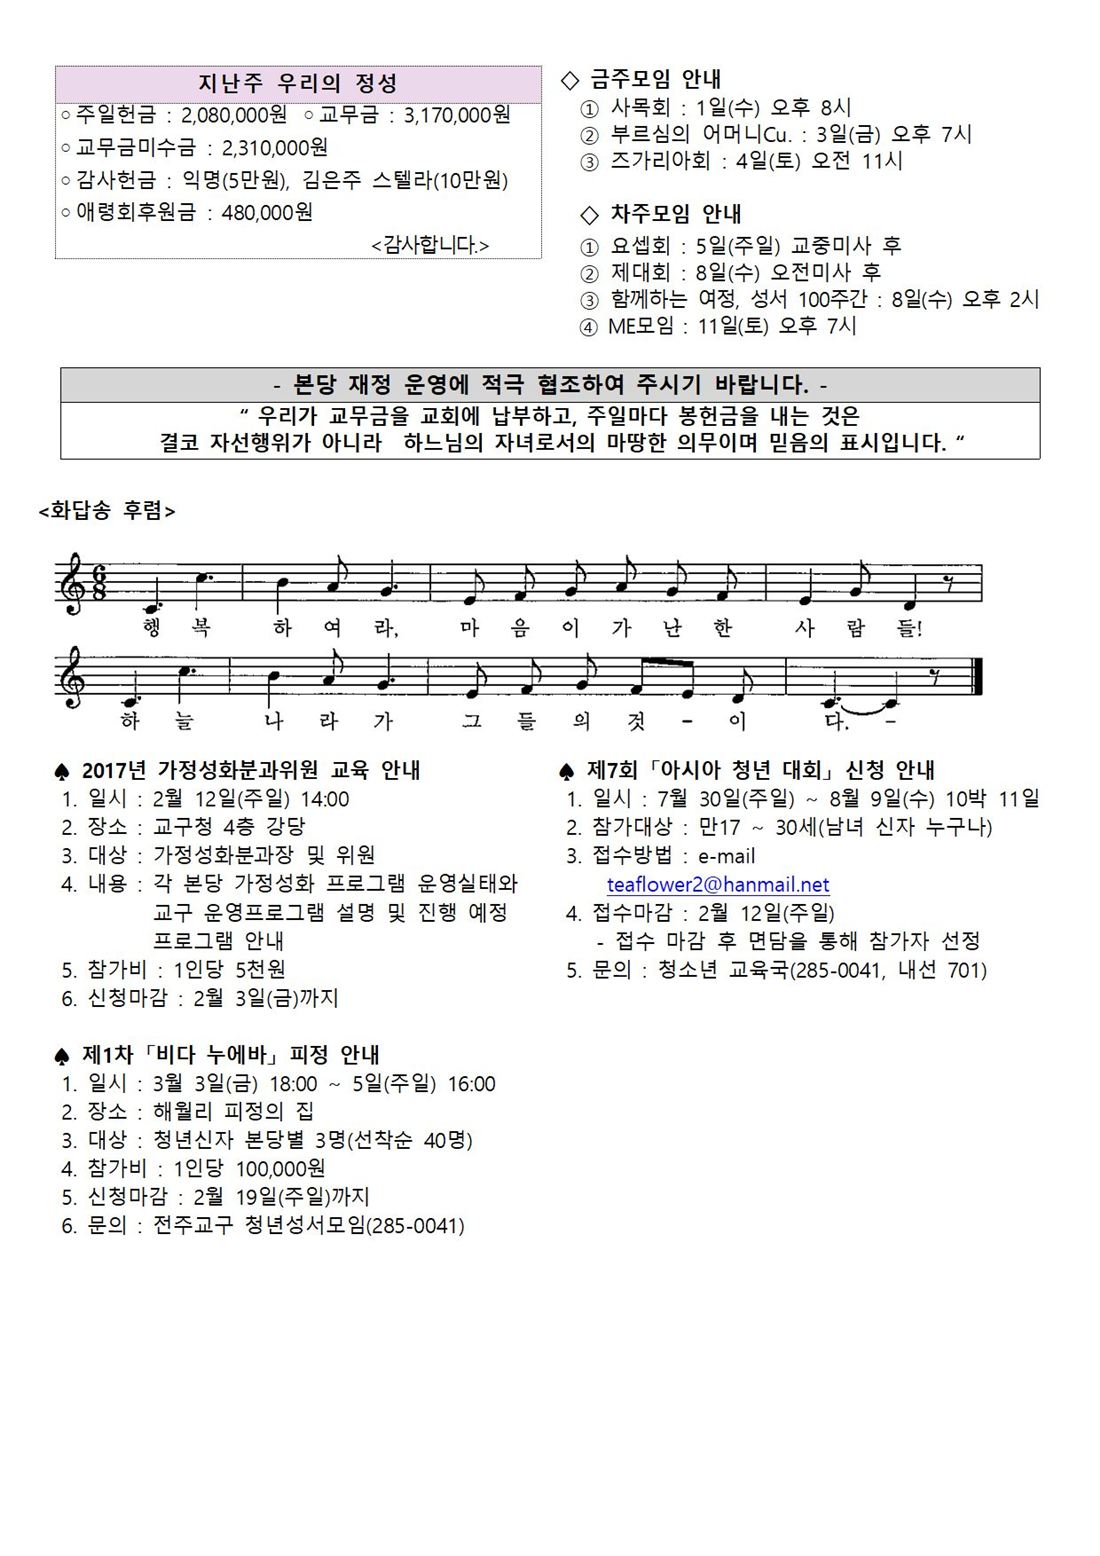 지난주 우리의 정성
○ 주일헌금 : 2,080,000원 ○ 교무금 : 3,170,000원
○ 교무금미수금 : 2,310,000원
○ 감사헌금 : 익명(5만원), 김은주 스텔라(10만원)
○ 애령회후원금 : 480,000원
<감사합니다.>
◇ 금주모임 안내
① 사목회 : 1일(수) 오후 8시
② 부르심의 어머니Cu. : 3일(금) 오후 7시
③ 즈가리아회 : 4일(토) 오전 11시
◇ 차주모임 안내
① 요셉회 : 5일(주일) 교중미사 후
② 제대회 : 8일(수) 오전미사 후
③ 함께하는 여정, 성서 100주간 : 8일(수) 오후 2시
④ ME모임 : 11일(토) 오후 7시
- 본당 재정 운영에 적극 협조하여 주시기 바랍니다. -
“ 우리가 교무금을 교회에 납부하고, 주일마다 봉헌금을 내는 것은
결코 자선행위가 아니라 하느님의 자녀로서의 마땅한 의무이며 믿음의 표시입니다. “
<화답송 후렴>
6
8
행 복 하 여 라, 마 음 이 가 난 한 사 람 들!
하 늘 나 라 가 그 들 의 것 - 이 다. -
♠ 2017년 가정성화분과위원 교육 안내
1. 일시 : 2월 12일(주일) 14:00
2. 장소 : 교구청 4층 강당
3. 대상 : 가정성화분과장 및 위원
4. 내용 : 각 본당 가정성화 프로그램 운영실태와
교구 운영프로그램 설명 및 진행 예정
프로그램 안내
5. 참가비 : 1인당 5천원
6. 신청마감 : 2월 3일(금)까지
♠ 제1차「비다 누에바」피정 안내
1. 일시 : 3월 3일(금) 18:00 ~ 5일(주일) 16:00
2. 장소 : 해월리 피정의 집
3. 대상 : 청년신자 본당별 3명(선착순 40명)
4. 참가비 : 1인당 100,000원
5. 신청마감 : 2월 19일(주일)까지
6. 문의 : 전주교구 청년성서모임(285-0041)
♠ 제7회「아시아 청년 대회」신청 안내
1. 일시 : 7월 30일(주일) ~ 8월 9일(수) 10박 11일
2. 참가대상 : 만17 ~ 30세(남녀 신자 누구나)
3. 접수방법 : e-mail
teaflower2@hanmail.net
4. 접수마감 : 2월 12일(주일)
- 접수 마감 후 면담을 통해 참가자 선정
5. 문의 : 청소년 교육국(285-0041, 내선 701)